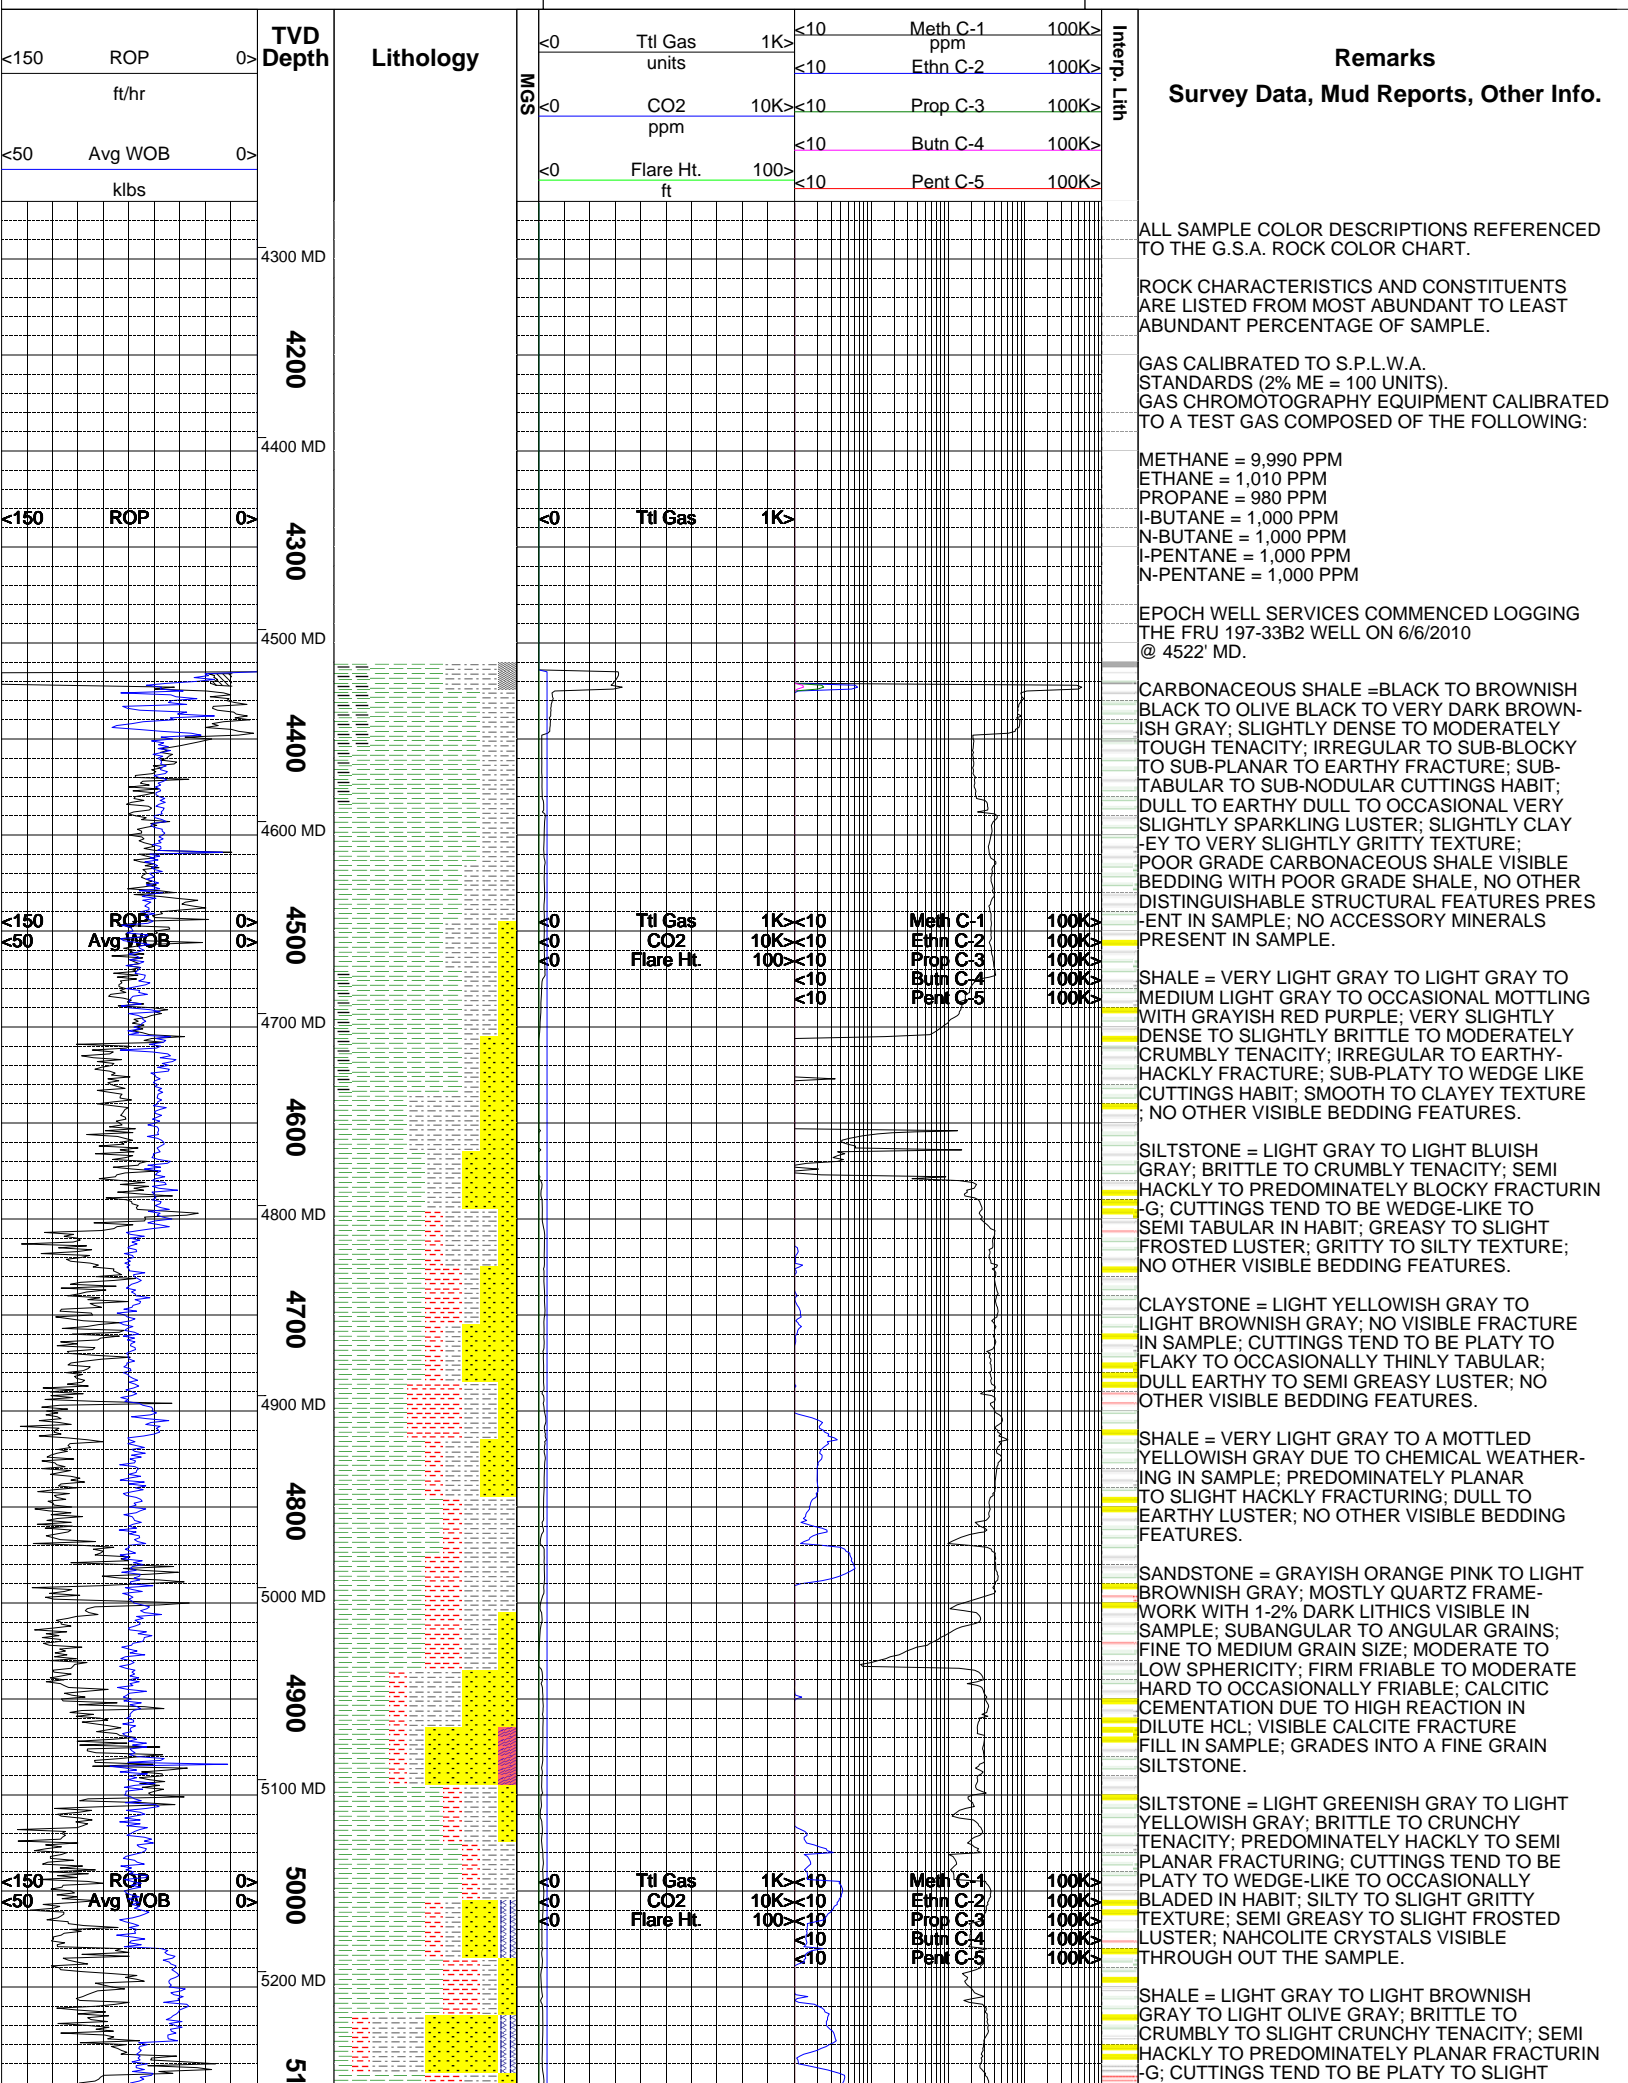 <150 ROP 0>
ft/hr
<50 Avg WOB 0>
klbs
TVD
Depth
Lithology
MGS
<0 Ttl Gas 1K>
units
<0 CO2 10K>
ppm
<0 Flare Ht. 100>
ft
<10 Meth C-1 100K>
ppm
<10 Ethn C-2 100K>
<10 Prop C-3 100K>
<10 Butn C-4 100K>
<10 Pent C-5 100K>
Interp. Lith
Remarks
Survey Data, Mud Reports, Other Info.
4300 MD
4200
4400 MD
<150 ROP 0>
<0 Ttl Gas 1K>
4300
4500 MD
4400
4600 MD
<150 ROP 0>
<50 Avg WOB 0>
4500
<0 Ttl Gas 1K>
<0 CO2 10K>
<0 Flare Ht. 100>
<10 Meth C-1 100K>
<10 Ethn C-2 100K>
<10 Prop C-3 100K>
<10 Butn C-4 100K>
<10 Pent C-5 100K>
4700 MD
4600
4800 MD
4700
4900 MD
4800
5000 MD
4900
5100 MD
<150 ROP 0>
<50 Avg WOB 0>
5000
<0 Ttl Gas 1K>
<0 CO2 10K>
<0 Flare Ht. 100>
<10 Meth C-1 100K>
<10 Ethn C-2 100K>
<10 Prop C-3 100K>
<10 Butn C-4 100K>
<10 Pent C-5 100K>
5200 MD
51
ALL SAMPLE COLOR DESCRIPTIONS REFERENCED
TO THE G.S.A. ROCK COLOR CHART.
ROCK CHARACTERISTICS AND CONSTITUENTS
ARE LISTED FROM MOST ABUNDANT TO LEAST
ABUNDANT PERCENTAGE OF SAMPLE.
GAS CALIBRATED TO S.P.L.W.A.
STANDARDS (2% ME = 100 UNITS).
GAS CHROMOTOGRAPHY EQUIPMENT CALIBRATED
TO A TEST GAS COMPOSED OF THE FOLLOWING:
METHANE = 9,990 PPM
ETHANE = 1,010 PPM
PROPANE = 980 PPM
I-BUTANE = 1,000 PPM
N-BUTANE = 1,000 PPM
I-PENTANE = 1,000 PPM
N-PENTANE = 1,000 PPM
EPOCH WELL SERVICES COMMENCED LOGGING
THE FRU 197-33B2 WELL ON 6/6/2010
@ 4522' MD.
CARBONACEOUS SHALE =BLACK TO BROWNISH
BLACK TO OLIVE BLACK TO VERY DARK BROWN-
ISH GRAY; SLIGHTLY DENSE TO MODERATELY
TOUGH TENACITY; IRREGULAR TO SUB-BLOCKY
TO SUB-PLANAR TO EARTHY FRACTURE; SUB-
TABULAR TO SUB-NODULAR CUTTINGS HABIT;
DULL TO EARTHY DULL TO OCCASIONAL VERY
SLIGHTLY SPARKLING LUSTER; SLIGHTLY CLAY
-EY TO VERY SLIGHTLY GRITTY TEXTURE;
POOR GRADE CARBONACEOUS SHALE VISIBLE
BEDDING WITH POOR GRADE SHALE, NO OTHER
DISTINGUISHABLE STRUCTURAL FEATURES PRES
-ENT IN SAMPLE; NO ACCESSORY MINERALS
PRESENT IN SAMPLE.
SHALE = VERY LIGHT GRAY TO LIGHT GRAY TO
MEDIUM LIGHT GRAY TO OCCASIONAL MOTTLING
WITH GRAYISH RED PURPLE; VERY SLIGHTLY
DENSE TO SLIGHTLY BRITTLE TO MODERATELY
CRUMBLY TENACITY; IRREGULAR TO EARTHY-
HACKLY FRACTURE; SUB-PLATY TO WEDGE LIKE
CUTTINGS HABIT; SMOOTH TO CLAYEY TEXTURE
; NO OTHER VISIBLE BEDDING FEATURES.
SILTSTONE = LIGHT GRAY TO LIGHT BLUISH
GRAY; BRITTLE TO CRUMBLY TENACITY; SEMI
HACKLY TO PREDOMINATELY BLOCKY FRACTURIN
-G; CUTTINGS TEND TO BE WEDGE-LIKE TO
SEMI TABULAR IN HABIT; GREASY TO SLIGHT
FROSTED LUSTER; GRITTY TO SILTY TEXTURE;
NO OTHER VISIBLE BEDDING FEATURES.
CLAYSTONE = LIGHT YELLOWISH GRAY TO
LIGHT BROWNISH GRAY; NO VISIBLE FRACTURE
IN SAMPLE; CUTTINGS TEND TO BE PLATY TO
FLAKY TO OCCASIONALLY THINLY TABULAR;
DULL EARTHY TO SEMI GREASY LUSTER; NO
OTHER VISIBLE BEDDING FEATURES.
SHALE = VERY LIGHT GRAY TO A MOTTLED
YELLOWISH GRAY DUE TO CHEMICAL WEATHER-
ING IN SAMPLE; PREDOMINATELY PLANAR
TO SLIGHT HACKLY FRACTURING; DULL TO
EARTHY LUSTER; NO OTHER VISIBLE BEDDING
FEATURES.
SANDSTONE = GRAYISH ORANGE PINK TO LIGHT
BROWNISH GRAY; MOSTLY QUARTZ FRAME-
WORK WITH 1-2% DARK LITHICS VISIBLE IN
SAMPLE; SUBANGULAR TO ANGULAR GRAINS;
FINE TO MEDIUM GRAIN SIZE; MODERATE TO
LOW SPHERICITY; FIRM FRIABLE TO MODERATE
HARD TO OCCASIONALLY FRIABLE; CALCITIC
CEMENTATION DUE TO HIGH REACTION IN
DILUTE HCL; VISIBLE CALCITE FRACTURE
FILL IN SAMPLE; GRADES INTO A FINE GRAIN
SILTSTONE.
SILTSTONE = LIGHT GREENISH GRAY TO LIGHT
YELLOWISH GRAY; BRITTLE TO CRUNCHY
TENACITY; PREDOMINATELY HACKLY TO SEMI
PLANAR FRACTURING; CUTTINGS TEND TO BE
PLATY TO WEDGE-LIKE TO OCCASIONALLY
BLADED IN HABIT; SILTY TO SLIGHT GRITTY
TEXTURE; SEMI GREASY TO SLIGHT FROSTED
LUSTER; NAHCOLITE CRYSTALS VISIBLE
THROUGH OUT THE SAMPLE.
SHALE = LIGHT GRAY TO LIGHT BROWNISH
GRAY TO LIGHT OLIVE GRAY; BRITTLE TO
CRUMBLY TO SLIGHT CRUNCHY TENACITY; SEMI
HACKLY TO PREDOMINATELY PLANAR FRACTURIN
-G; CUTTINGS TEND TO BE PLATY TO SLIGHT